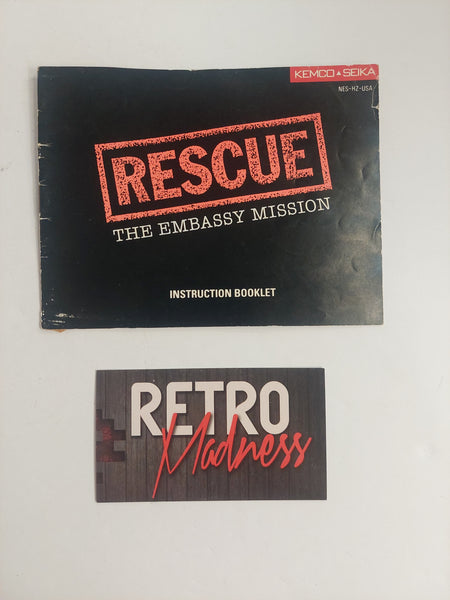 KEMCO▲SEIKA
NES-HZ-USA
RESCUE
THE EMBASSY MISSION
INSTRUCTION BOOKLET
RETRO
Madness